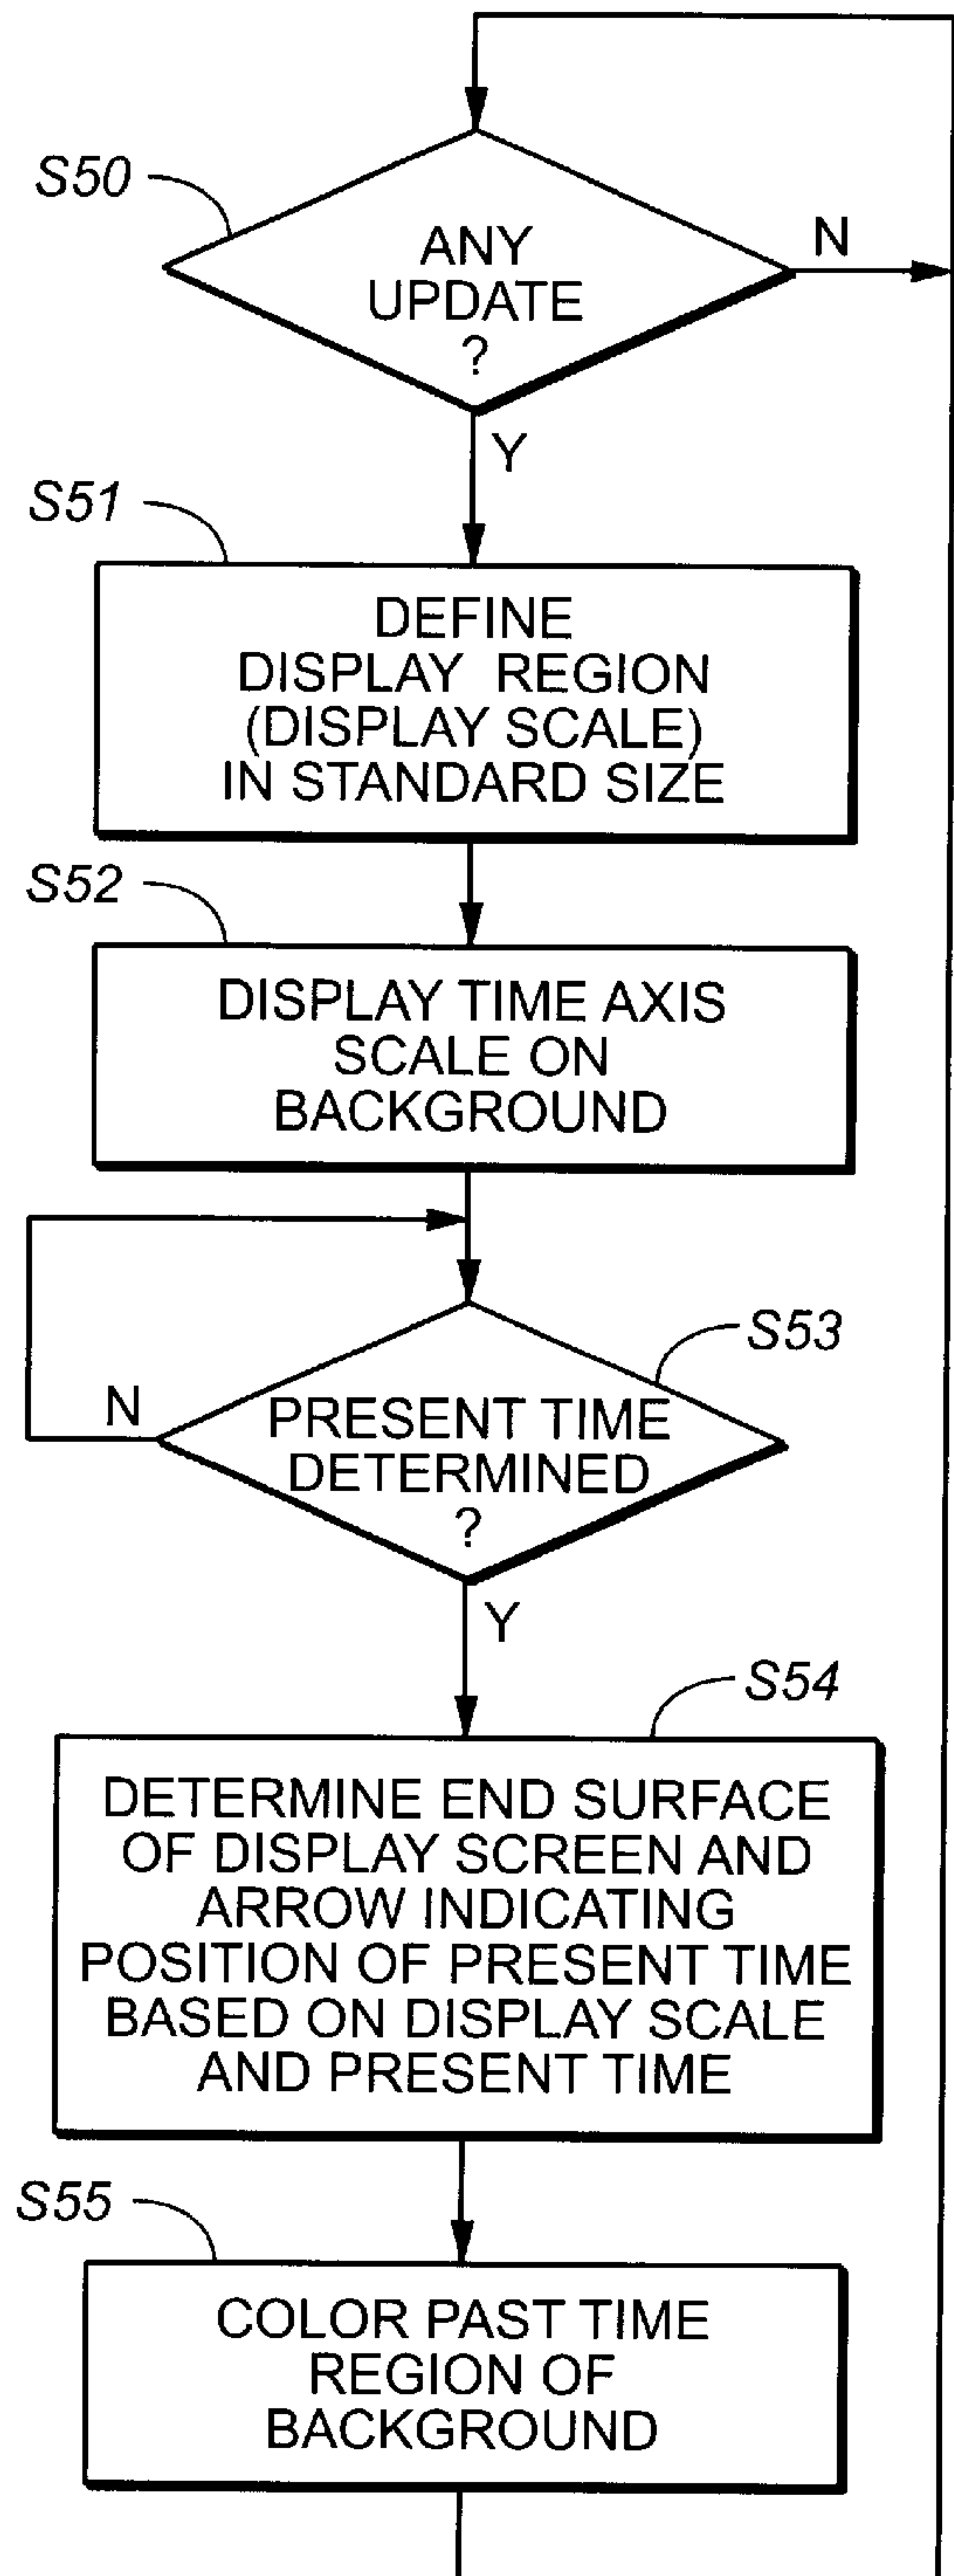 S50
ANY
UPDATE
?
N
Y
S51
DEFINE
DISPLAY REGION
(DISPLAY SCALE)
IN STANDARD SIZE
S52
DISPLAY TIME AXIS
SCALE ON
BACKGROUND
S53
PRESENT TIME
DETERMINED
?
N
Y
S54
DETERMINE END SURFACE
OF DISPLAY SCREEN AND
ARROW INDICATING
POSITION OF PRESENT TIME
BASED ON DISPLAY SCALE
AND PRESENT TIME
S55
COLOR PAST TIME
REGION OF
BACKGROUND